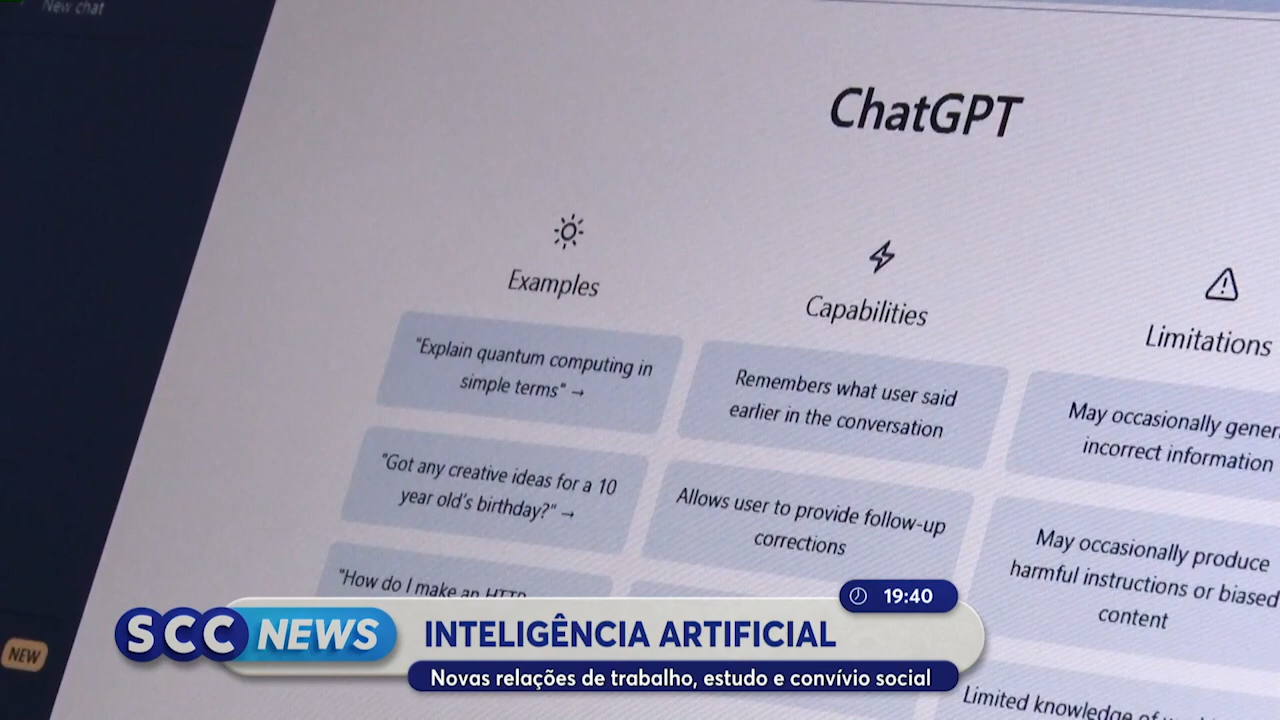 New chat
ChatGPT
Examples
Capabilities
Limitations
"Explain quantum computing in
simple terms" →
Remembers what user said
earlier in the conversation
May occasionally
incorrect information
"Got any creative ideas for a 10
year old's birthday?" →
Allows user to provide follow-up
corrections
May occasionally produce
harmful instructions or biased
content
"How do I make an HTTP
Limited knowledge of
NEW
SCC NEWS
19:40
INTELIGÊNCIA ARTIFICIAL
Novas relações de trabalho, estudo e convívio social